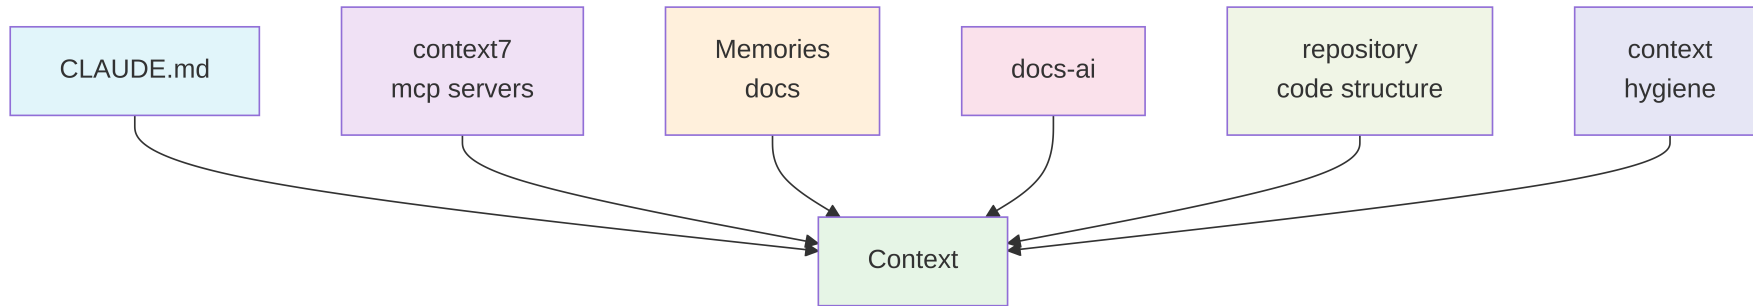 CLAUDE.md
context7
mcp servers
Memories
docs
docs-ai
repository
code structure
context
hygiene
Context